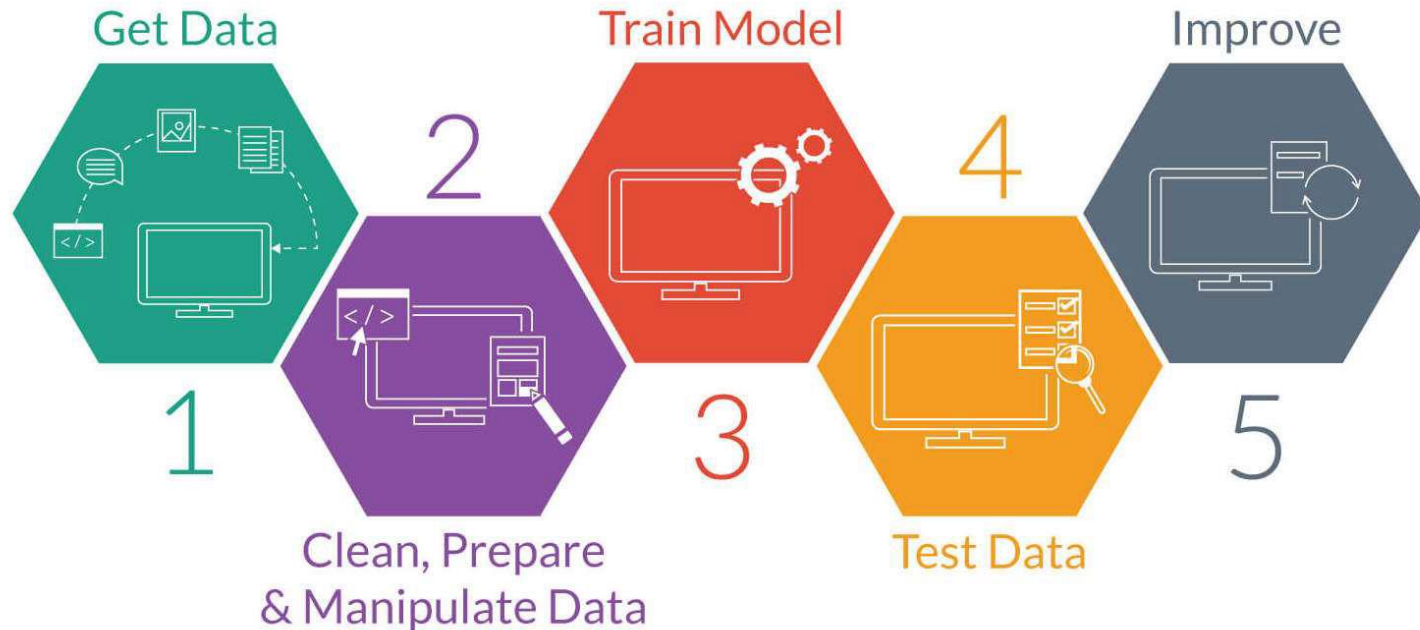 Get Data
1
2
Clean, Prepare
& Manipulate Data
Train Model
3
4
Test Data
Improve
5
</>
</>